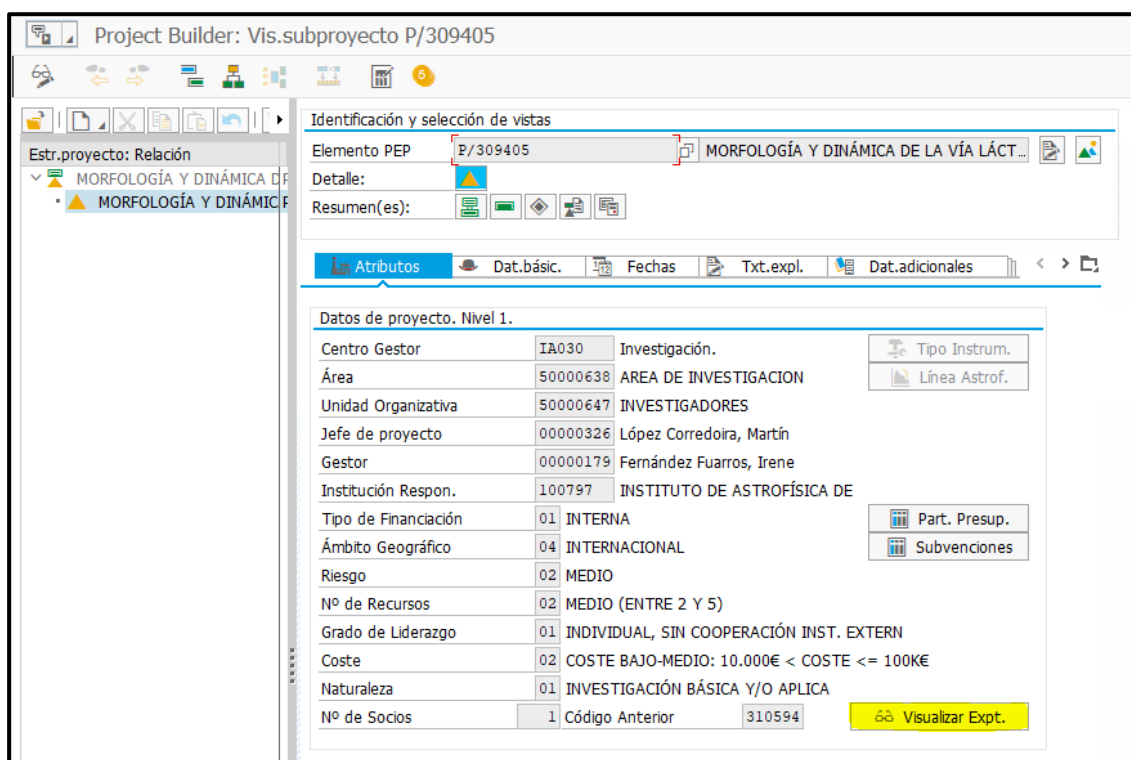 Project Builder: Vis.subproyecto P/309405
Identificación y selección de vistas
Estr.proyecto: Relación
MORFOLOGÍA Y DINÁMICA DE
MORFOLOGÍA Y DINÁMIC
Elemento PEP P/309405 MORFOLOGÍA Y DINÁMICA DE LA VÍA LÁCT...
Detalle:
Resumen(es):
Atributos Dat.básic. Fechas Txt.expl. Dat.adicionales
Datos de proyecto. Nivel 1.
Centro Gestor IA030 Investigación. Tipo Instrum.
Área 50000638 AREA DE INVESTIGACION Línea Astrof.
Unidad Organizativa 50000647 INVESTIGADORES
Jefe de proyecto 00000326 López Corredoira, Martín
Gestor 00000179 Fernández Fuarros, Irene
Institución Respon. 100797 INSTITUTO DE ASTROFÍSICA DE
Tipo de Financiación 01 INTERNA Part. Presup.
Ámbito Geográfico 04 INTERNACIONAL Subvenciones
Riesgo 02 MEDIO
Nº de Recursos 02 MEDIO (ENTRE 2 Y 5)
Grado de Liderazgo 01 INDIVIDUAL, SIN COOPERACIÓN INST. EXTERN
Coste 02 COSTE BAJO-MEDIO: 10.000€ < COSTE <= 100K€
Naturaleza 01 INVESTIGACIÓN BÁSICA Y/O APLICA
Nº de Socios 1 Código Anterior 310594 Visualizar Expt.